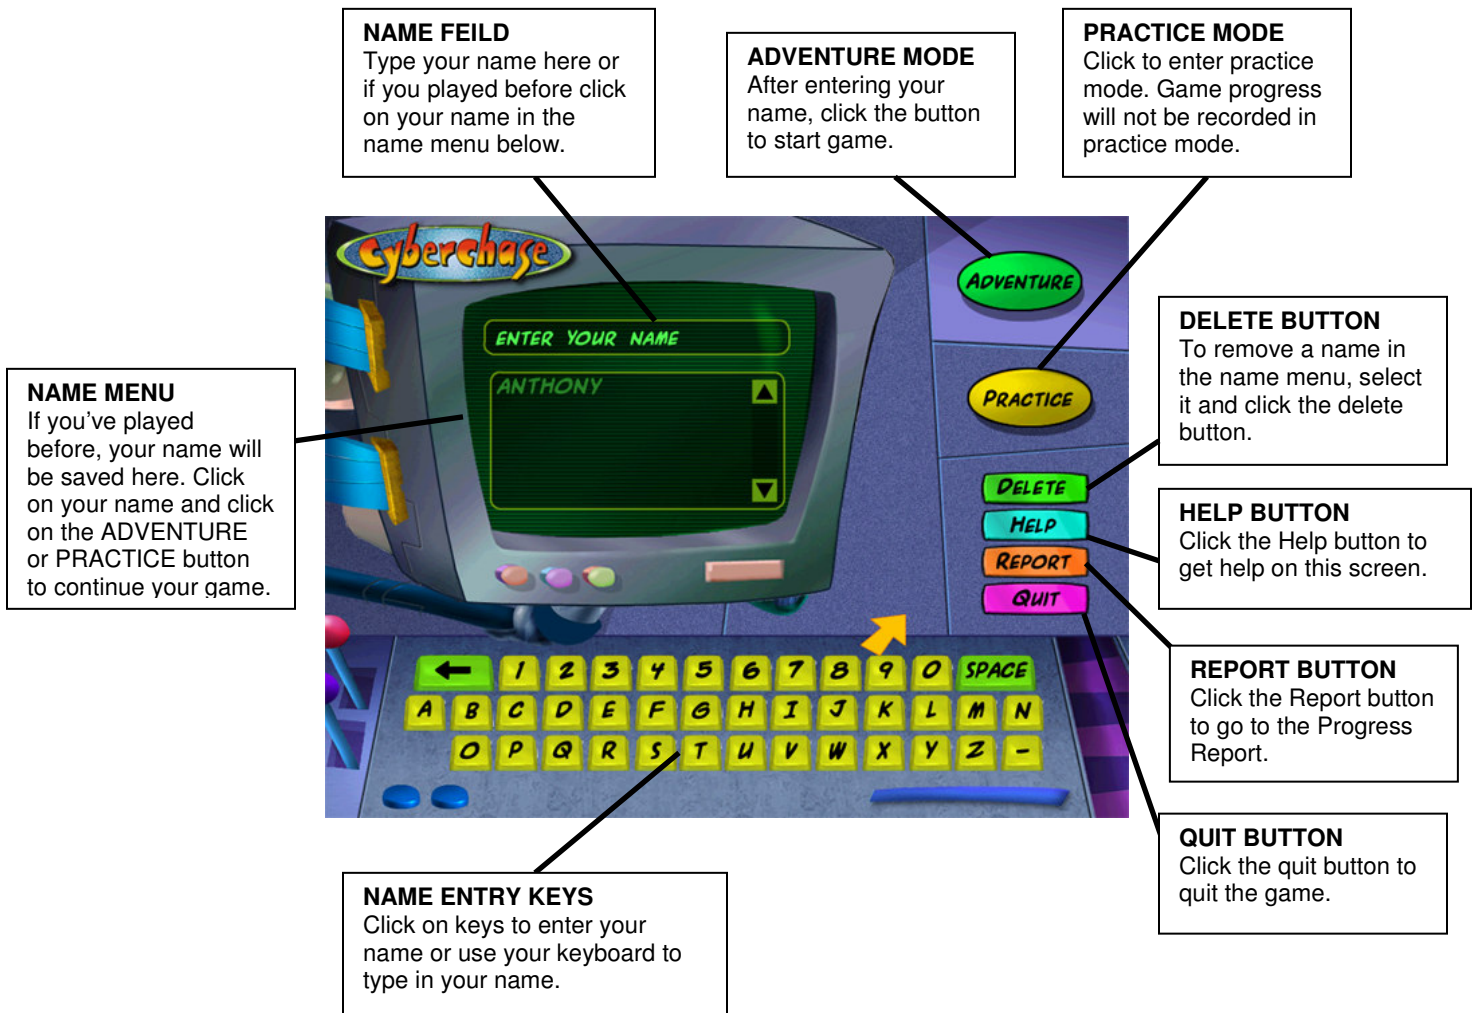 NAME FEILD
Type your name here or
if you played before click
on your name in the
name menu below.
ADVENTURE MODE
After entering your
name, click the button
to start game.
PRACTICE MODE
Click to enter practice
mode. Game progress
will not be recorded in
practice mode.
cyberchase
ADVENTURE
ENTER YOUR NAME
ANTHONY
PRACTICE
DELETE BUTTON
To remove a name in
the name menu, select
it and click the delete
button.
NAME MENU
If you've played
before, your name will
be saved here. Click
on your name and click
on the ADVENTURE
or PRACTICE button
to continue your game.
DELETE
HELP
REPORT
QUIT
HELP BUTTON
Click the Help button to
get help on this screen.
1 2 3 4 5 6 7 8 9 0 SPACE
A B C D E F G H I J K L M N
O P Q R S T U V W X Y Z -
REPORT BUTTON
Click the Report button
to go to the Progress
Report.
QUIT BUTTON
Click the quit button to
quit the game.
NAME ENTRY KEYS
Click on keys to enter your
name or use your keyboard to
type in your name.